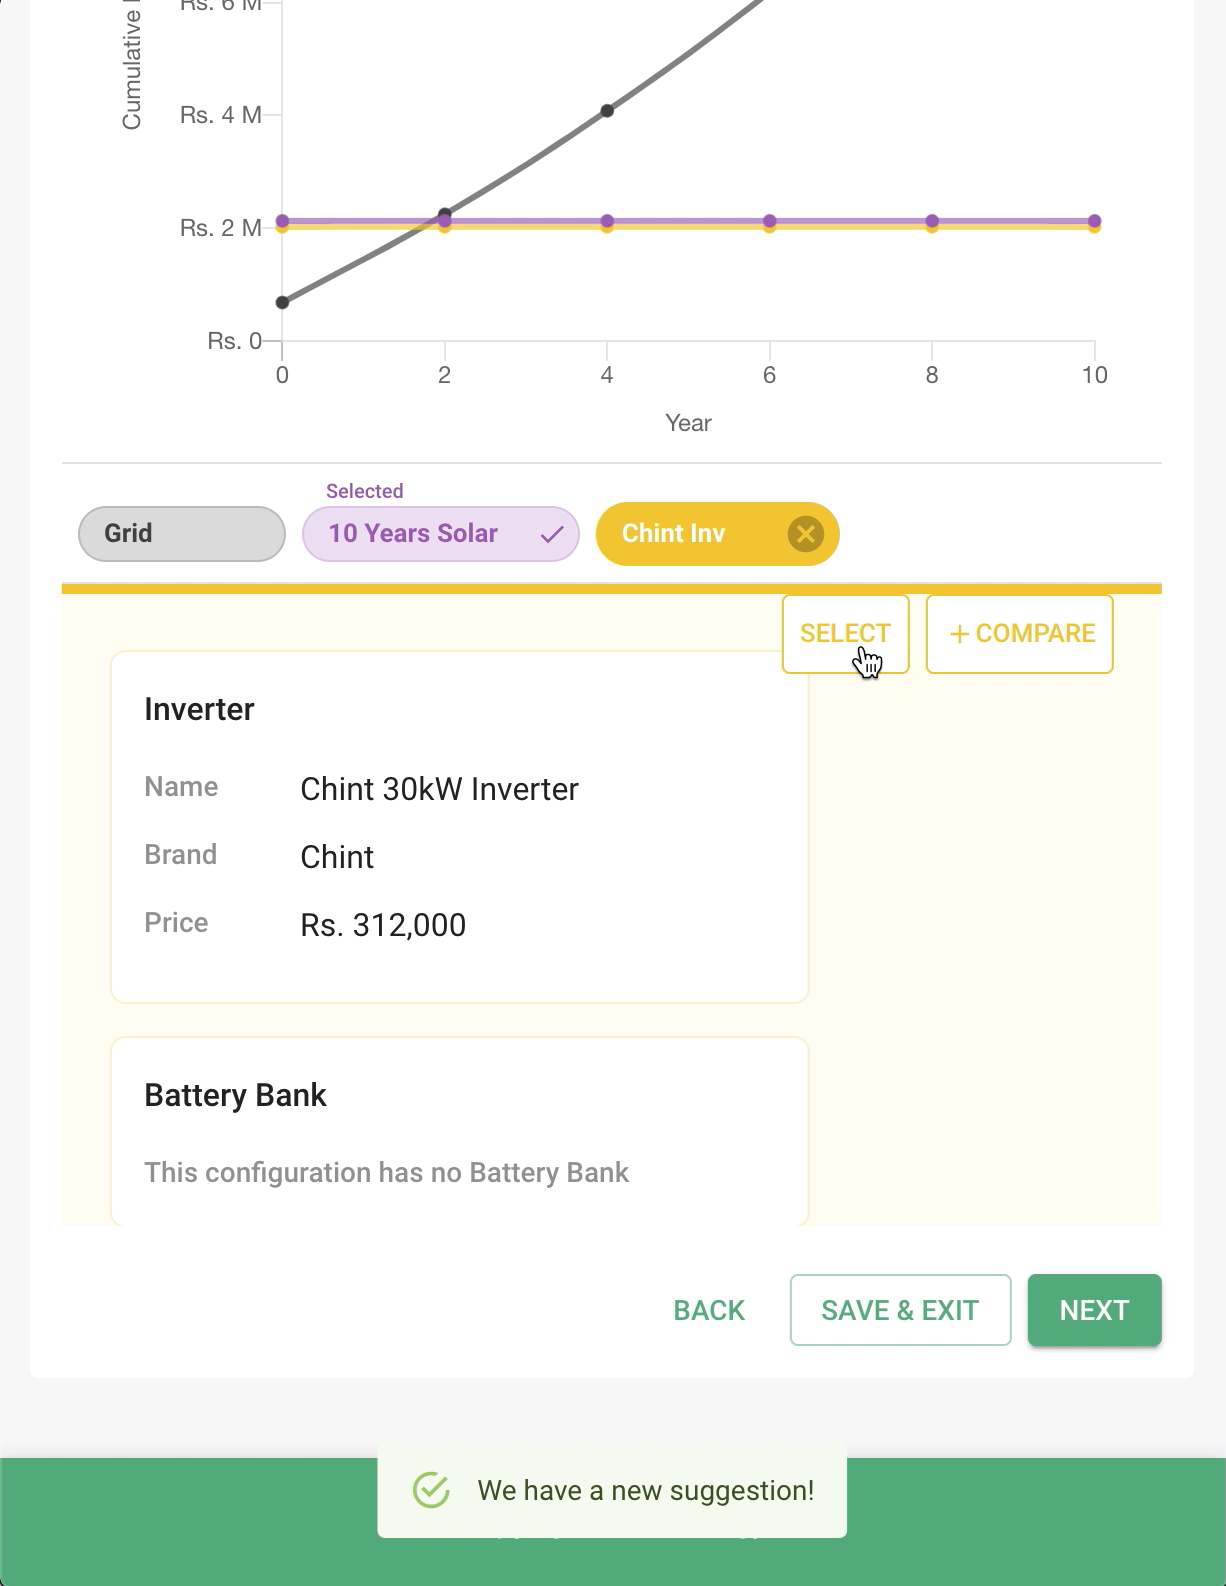 Rs. 6 M
Cumulative
Rs. 4 M
Rs. 2 M
Rs. 0
0 2 4 6 8 10
Year
Selected
Grid
10 Years Solar
Chint Inv
SELECT
+ COMPARE
Inverter
Name Chint 30kW Inverter
Brand Chint
Price Rs. 312,000
Battery Bank
This configuration has no Battery Bank
BACK
SAVE & EXIT
NEXT
We have a new suggestion!